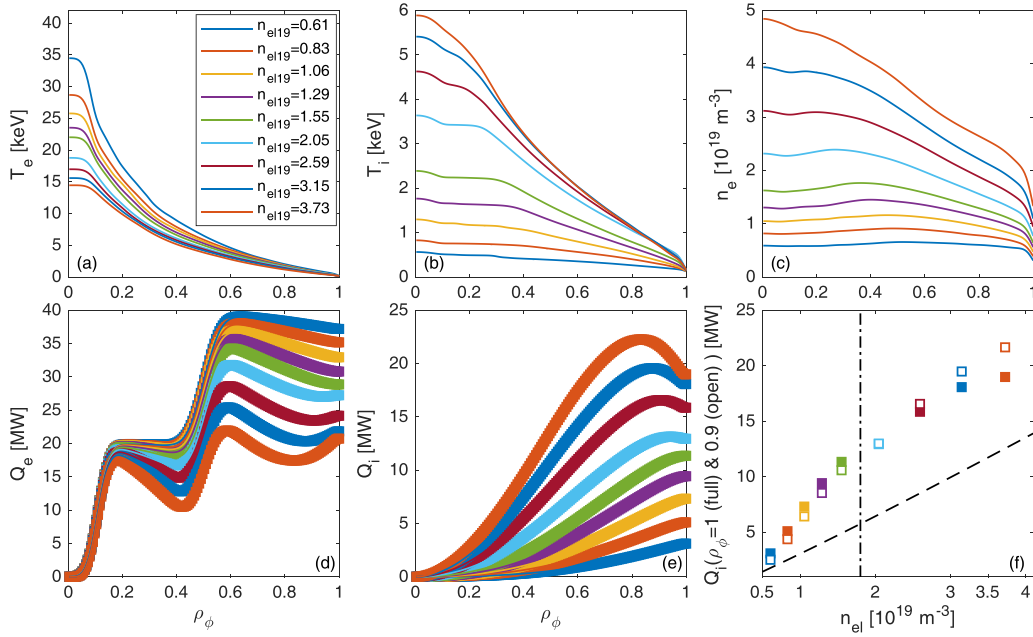 40
35
30
25
20
15
10
5
0
T_e [keV]
(a)
0 0.2 0.4 0.6 0.8 1
n_el19=0.61
n_el19=0.83
n_el19=1.06
n_el19=1.29
n_el19=1.55
n_el19=2.05
n_el19=2.59
n_el19=3.15
n_el19=3.73
6
5
4
3
2
1
0
T_i [keV]
(b)
0 0.2 0.4 0.6 0.8 1
5
4
3
2
1
0
n_e [10^19 m^-3]
(c)
0 0.2 0.4 0.6 0.8 1
40
35
30
25
20
15
10
5
0
Q_e [MW]
(d)
0 0.2 0.4 0.6 0.8 1
ρ_ϕ
25
20
15
10
5
0
Q_i [MW]
(e)
0 0.2 0.4 0.6 0.8 1
ρ_ϕ
25
20
15
10
5
Q_i(ρ_ϕ=1 (full) & 0.9 (open) ) [MW]
(f)
0.5 1 2 3 4
n_el [10^19 m^-3]